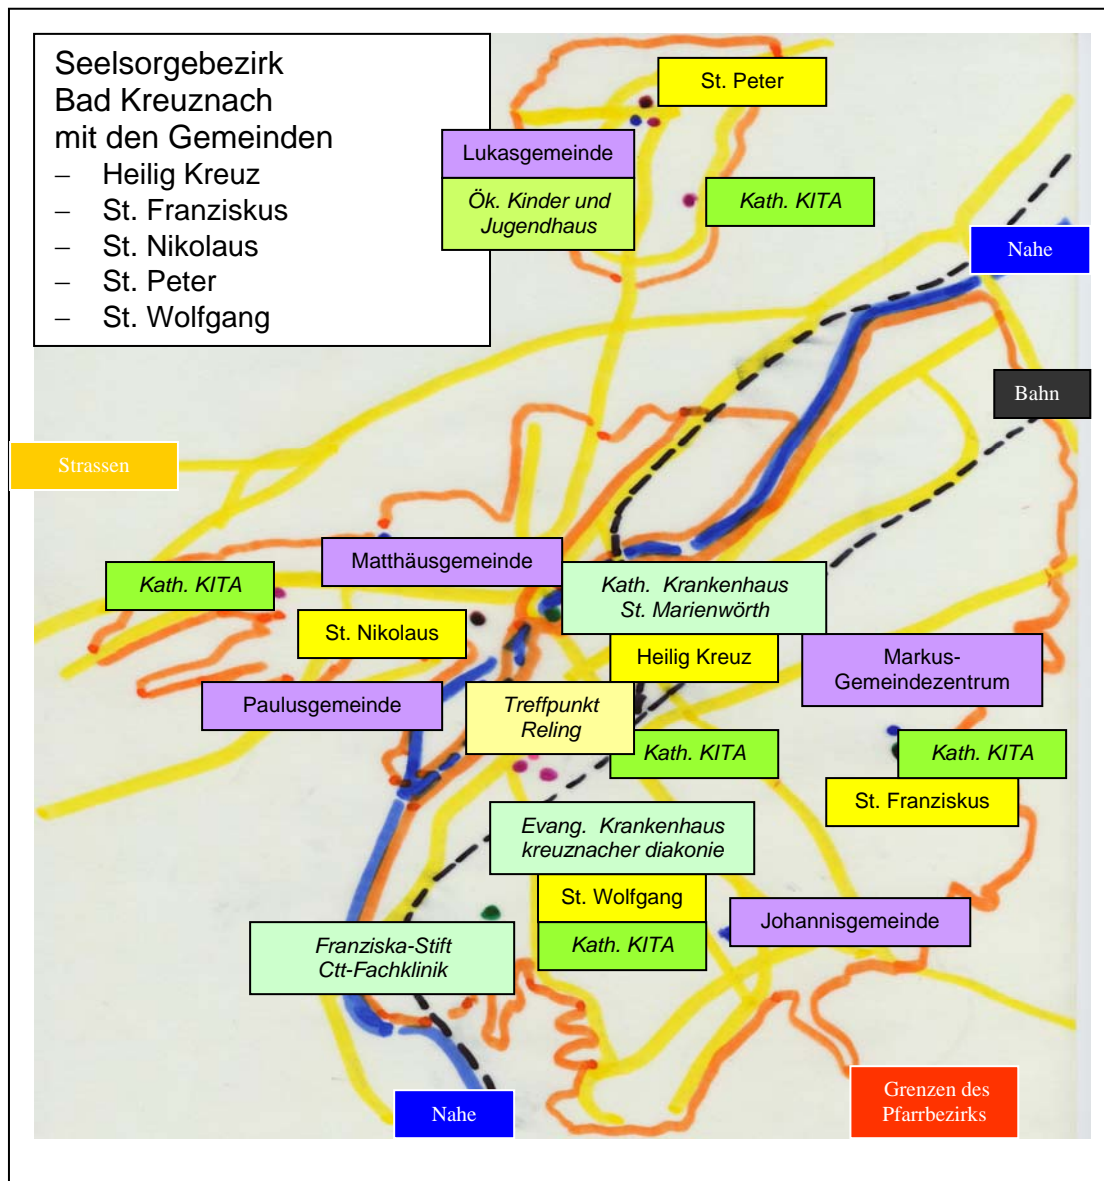 Seelsorgebezirk
Bad Kreuznach
mit den Gemeinden
– Heilig Kreuz
– St. Franziskus
– St. Nikolaus
– St. Peter
– St. Wolfgang
St. Peter
Lukasgemeinde
Ök. Kinder und
Jugendhaus
Kath. KITA
Nahe
Bahn
Strassen
Matthäusgemeinde
Kath. KITA
Kath. Krankenhaus
St. Marienwörth
St. Nikolaus
Heilig Kreuz
Markus-
Gemeindezentrum
Paulusgemeinde
Treffpunkt
Reling
Kath. KITA
Kath. KITA
St. Franziskus
Evang. Krankenhaus
kreuznacher diakonie
St. Wolfgang
Kath. KITA
Johannisgemeinde
Franziska-Stift
Ctt-Fachklinik
Nahe
Grenzen des
Pfarrbezirks